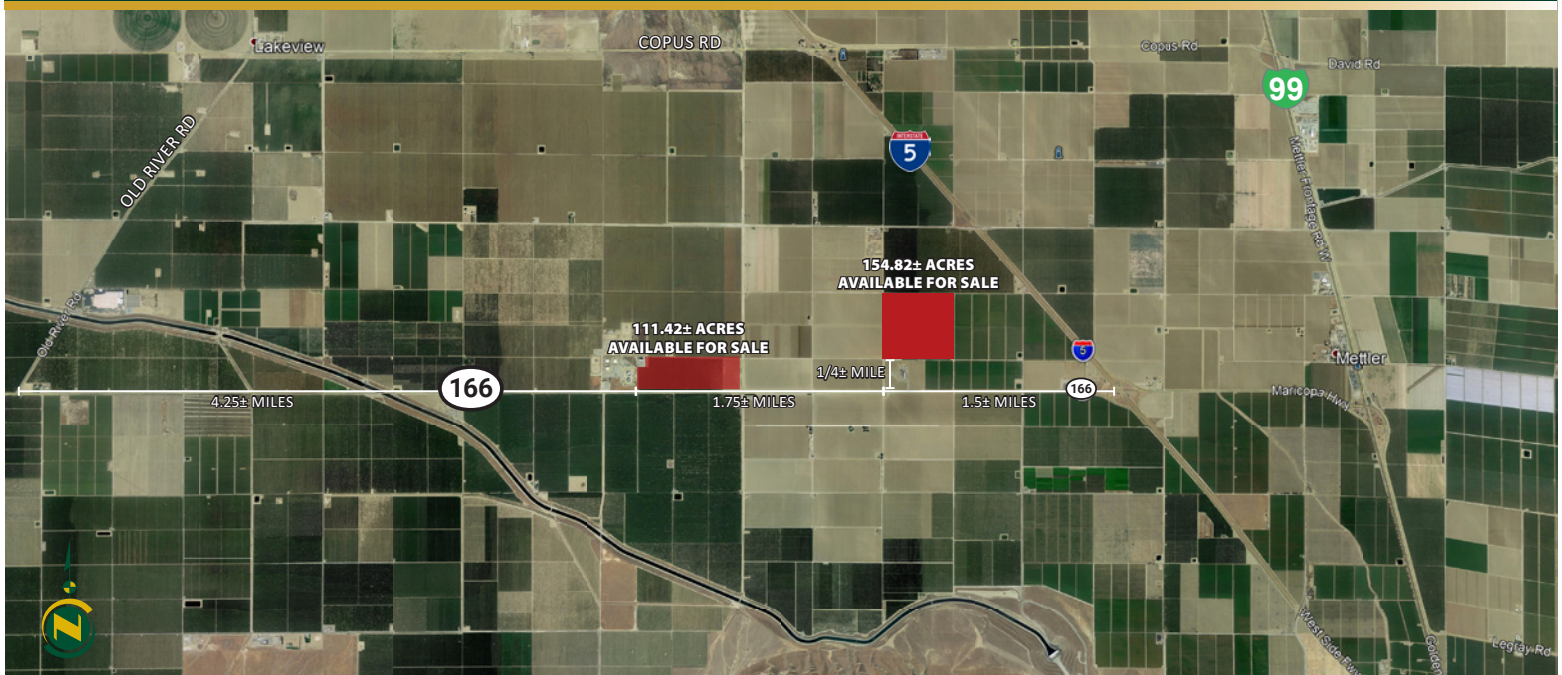 Lakeview
COPUS RD
Copus Rd
David Rd
99
OLD RIVER RD
INTERSTATE
5
Mettler Frontage Rd W
154.82± ACRES
AVAILABLE FOR SALE
Old River Rd
111.42± ACRES
AVAILABLE FOR SALE
5
Mettler
1/4± MILE
166
166
4.25± MILES
1.75± MILES
1.5± MILES
Maricopa Hwy
N
West Side Fwy
Golden
Legray Rd